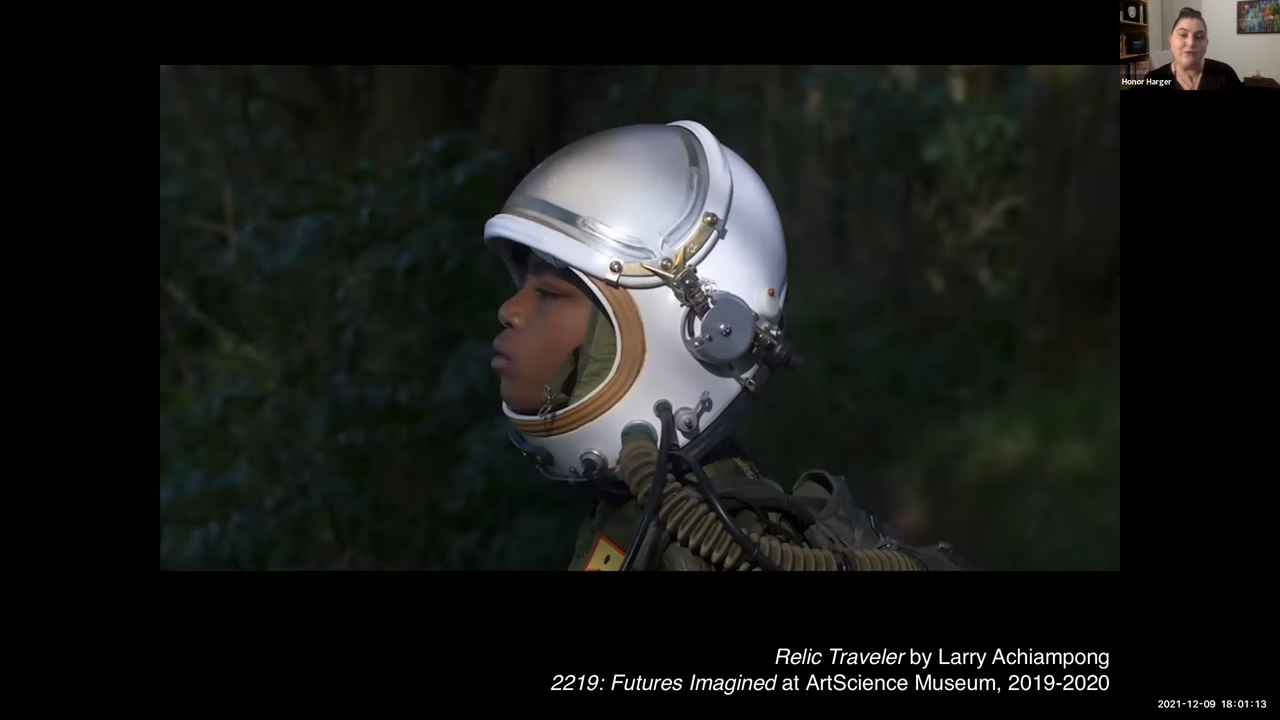 Honor Harger
Relic Traveler by Larry Achiampong
2219: Futures Imagined at ArtScience Museum, 2019-2020
2021-12-09 18:01:13